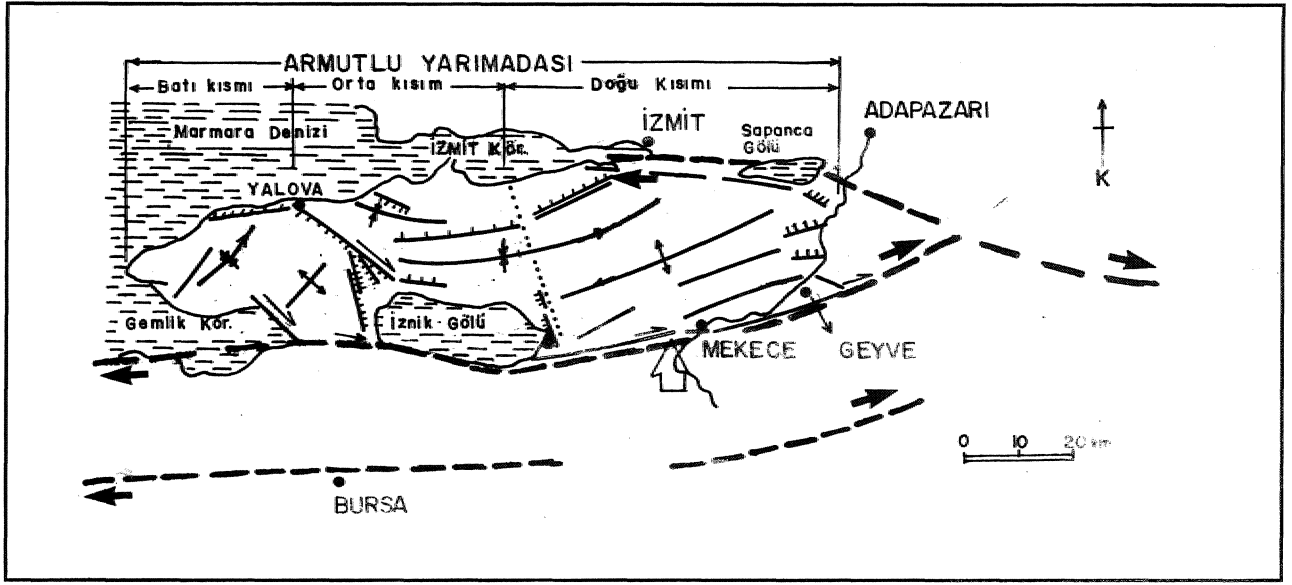 ARMUTLU YARIMADASI
Batı kısmı
Orta kısım
Doğu Kısımı
Marmara Denizi
İZMİT Kör.
İZMİT
Sapanca
Gölü
ADAPAZARI
K
YALOVA
Gemlik Kör.
İznik Gölü
MEKECE
GEYVE
0 10 20 km
BURSA